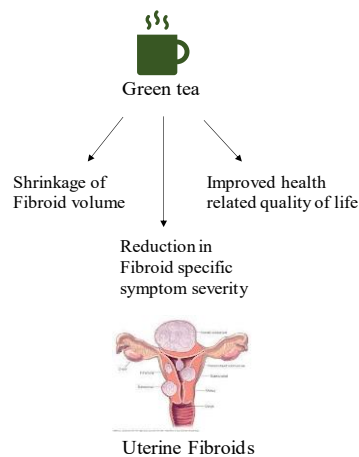 Green tea
Shrinkage of
Fibroid volume
Improved health
related quality of life
Reduction in
Fibroid specific
symptom severity
Uterine Fibroids